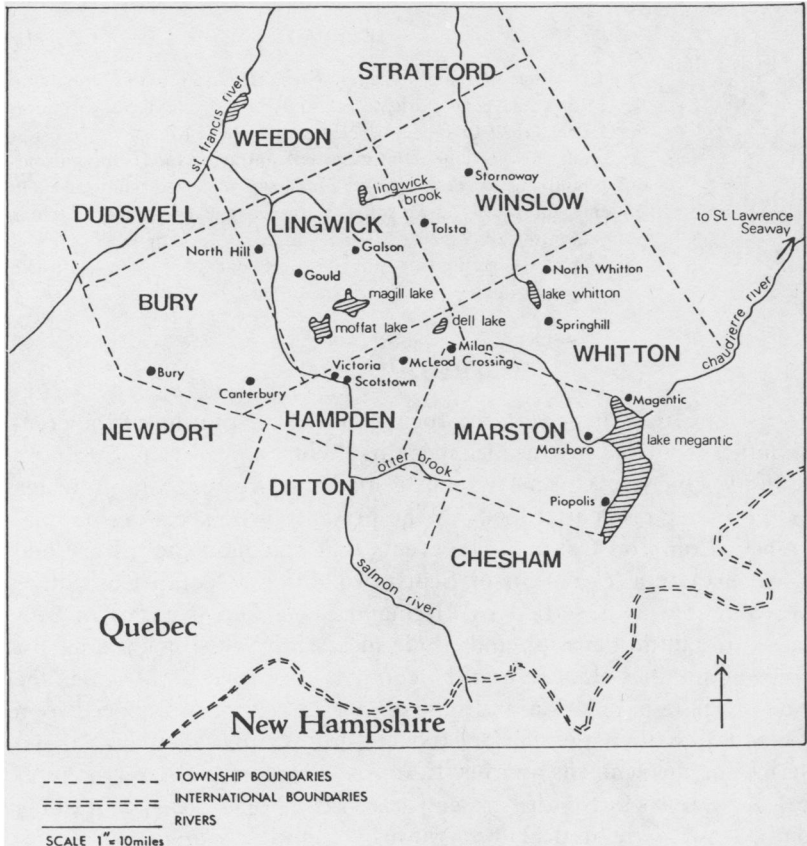 STRATFORD
st. francis river
WEEDON
Stornoway
lingwick
brook
DUDSWELL
LINGWICK
WINSLOW
Tolsta
to St. Lawrence
Seaway
North Hill
Galson
Gould
North Whitton
BURY
magill lake
lake whitton
moffat lake
dell lake
Springhill
chaudierre river
Milan
WHITTON
Bury
Victoria
McLeod Crossing
Canterbury
Scotstown
Magentic
NEWPORT
HAMPDEN
MARSTON
lake megantic
Marsboro
otter brook
DITTON
Piopolis
CHESHAM
salmon river
Quebec
N
New Hampshire
TOWNSHIP BOUNDARIES
INTERNATIONAL BOUNDARIES
RIVERS
SCALE 1"= 10miles